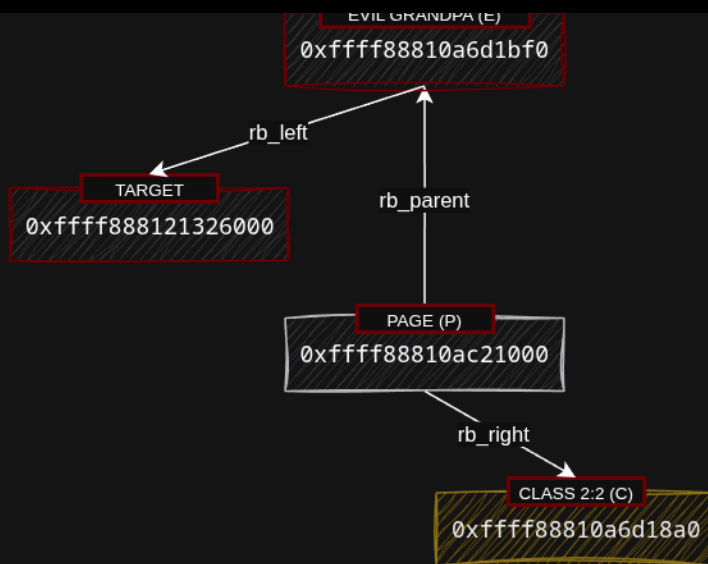 EVIL GRANDPA (E)
0xffff88810a6d1bf0
rb_left
TARGET
0xffff888121326000
rb_parent
PAGE (P)
0xffff88810ac21000
rb_right
CLASS 2:2 (C)
0xffff88810a6d18a0